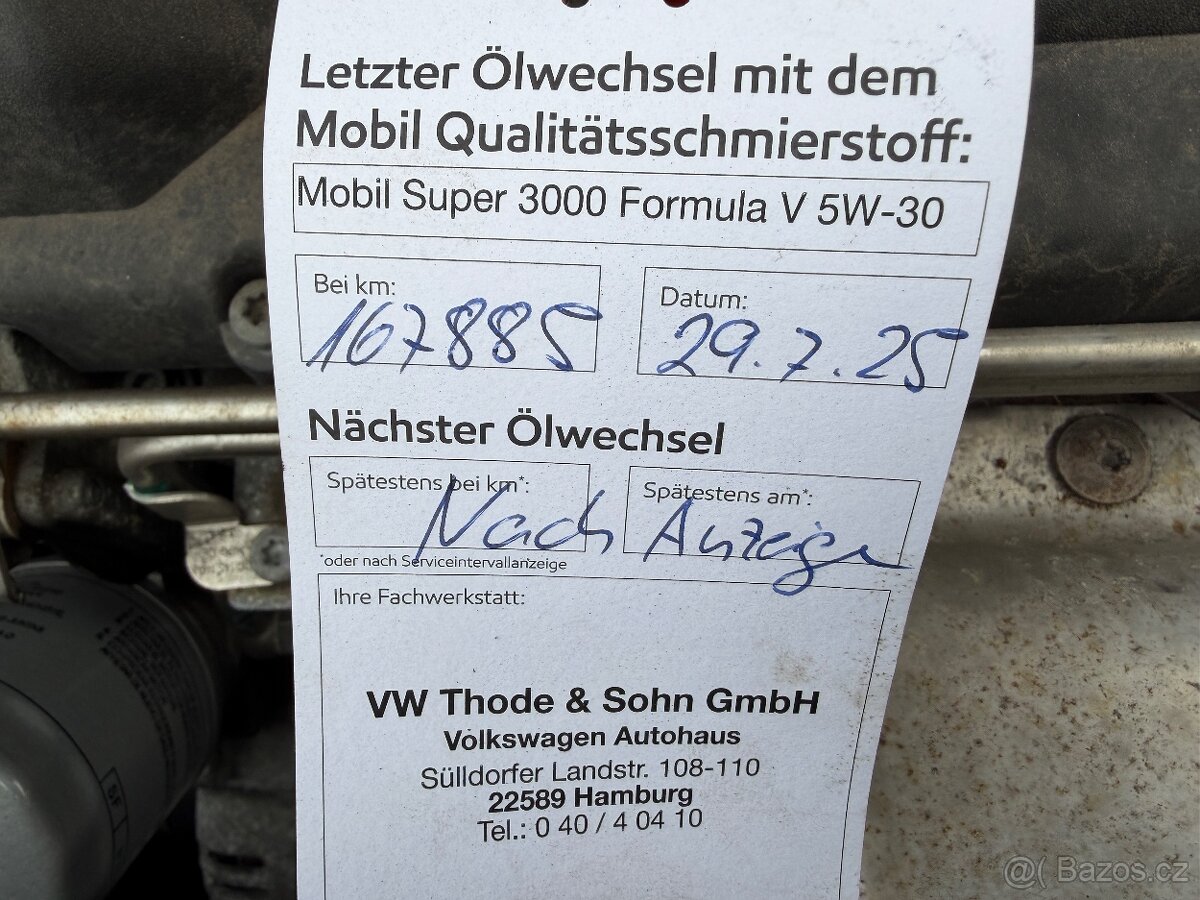 Letzter Ölwechsel mit dem
Mobil Qualitätsschmierstoff:
Mobil Super 3000 Formula V 5W-30
Bei km:
167885
Datum:
29.7.25
Nächster Ölwechsel
Spätestens bei km*:
Spätestens am*:
Nach Anzeige
*oder nach Serviceintervallanzeige
Ihre Fachwerkstatt:
VW Thode & Sohn GmbH
Volkswagen Autohaus
Sülldorfer Landstr. 108-110
22589 Hamburg
Tel.: 0 40 / 4 04 10
@( Bazos.cz